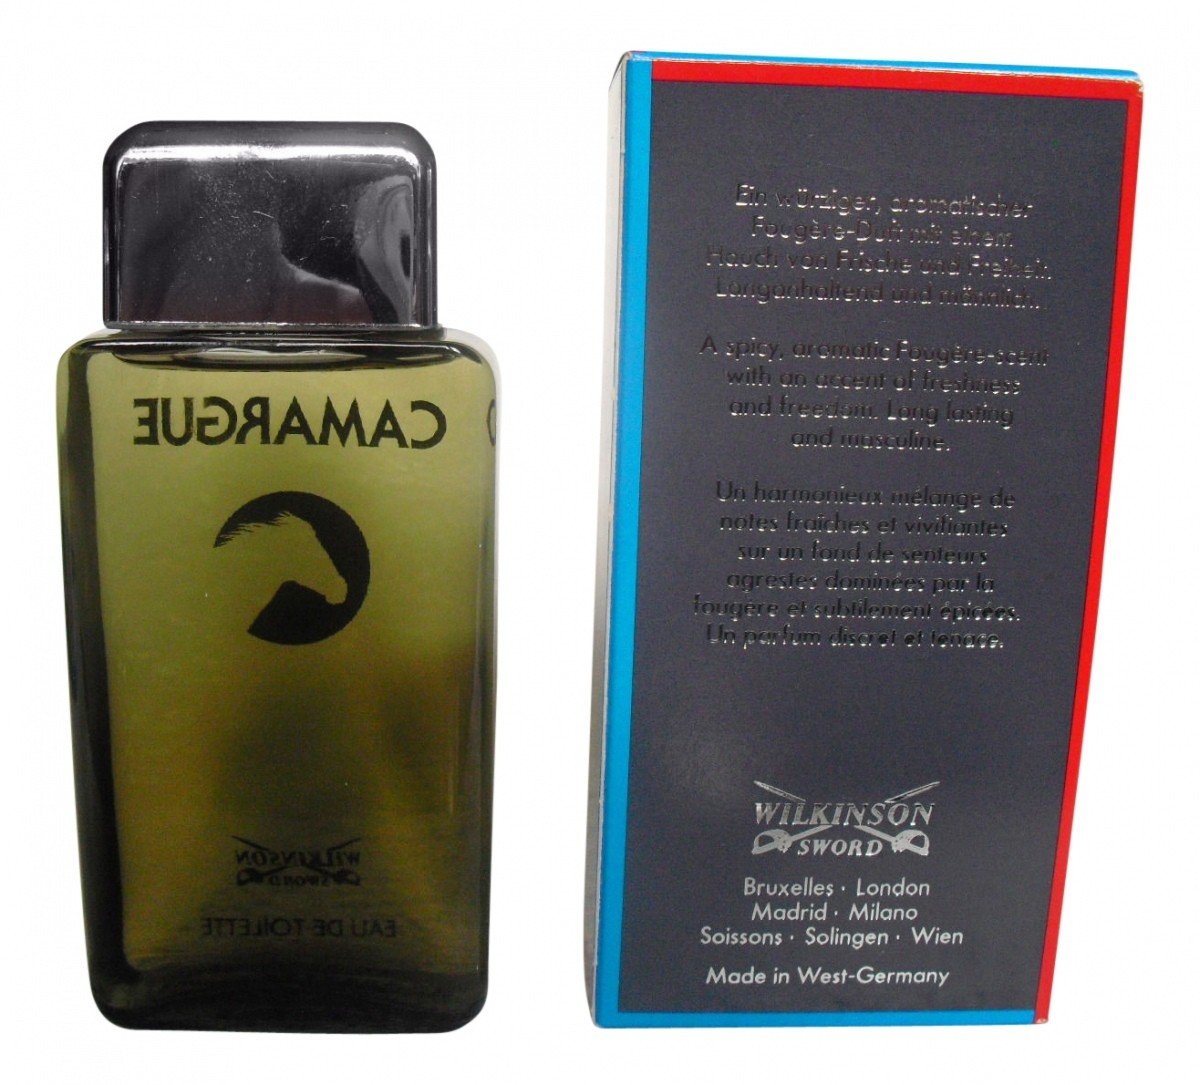 CAMARGUE
WILKINSON
SWORD
EAU DE TOILETTE
Ein würziger, aromatischer
Fougère-Duft mit einem
Hauch von Frische und Freiheit.
Langanhaltend und männlich.
A spicy, aromatic Fougère-scent
with an accent of freshness
and freedom. Long lasting
and masculine.
Un harmonieux mélange de
notes fraîches et vivifiantes
sur un fond de senteurs
agrestes dominées par la
fougère et subtilement épicées.
Un parfum discret et tenace.
WILKINSON
SWORD
Bruxelles · London
Madrid · Milano
Soissons · Solingen · Wien
Made in West-Germany